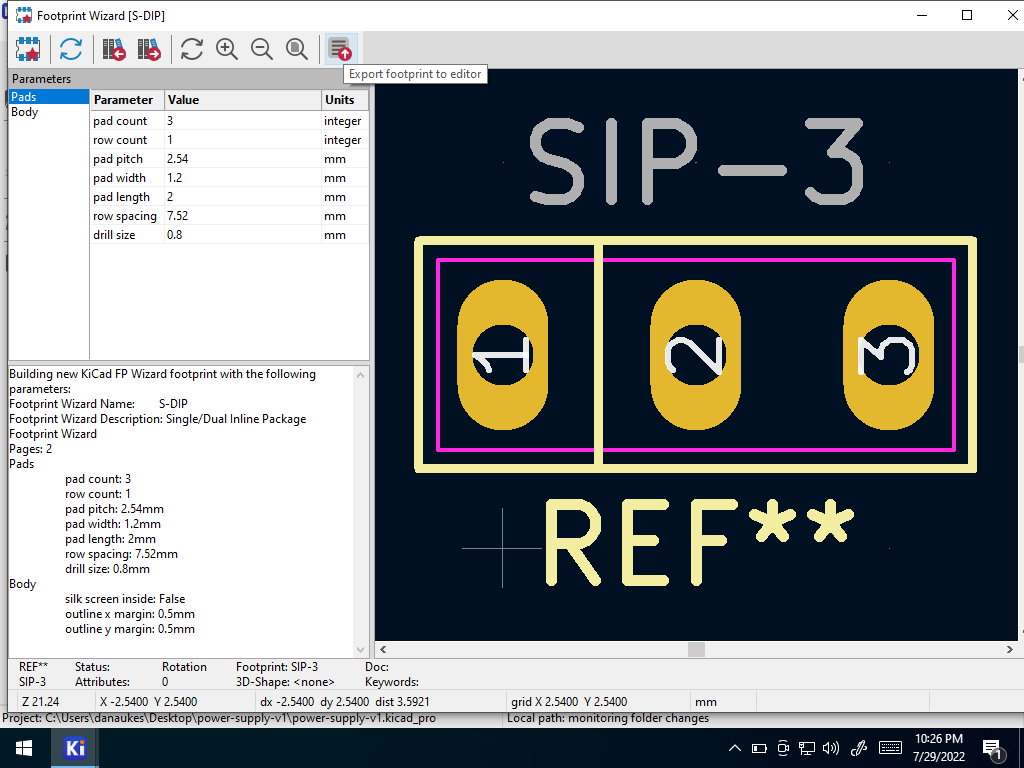 Footprint Wizard [S-DIP]
Export footprint to editor
Parameters
Pads
Body
Parameter Value Units
pad count 3 integer
row count 1 integer
pad pitch 2.54 mm
pad width 1.2 mm
pad length 2 mm
row spacing 7.52 mm
drill size 0.8 mm
SIP-3
1 2 3
REF**
Building new KiCad FP Wizard footprint with the following
parameters:
Footprint Wizard Name: S-DIP
Footprint Wizard Description: Single/Dual Inline Package
Footprint Wizard
Pages: 2
Pads
pad count: 3
row count: 1
pad pitch: 2.54mm
pad width: 1.2mm
pad length: 2mm
row spacing: 7.52mm
drill size: 0.8mm
Body
silk screen inside: False
outline x margin: 0.5mm
outline y margin: 0.5mm
REF** Status: Rotation Footprint: SIP-3 Doc:
SIP-3 Attributes: 0 3D-Shape: <none> Keywords:
Z 21.24 X -2.5400 Y 2.5400 dx -2.5400 dy 2.5400 dist 3.5921 grid X 2.5400 Y 2.5400 mm
Project: C:\Users\danaukes\Desktop\power-supply-v1\power-supply-v1.kicad_pro Local path: monitoring folder changes
Ki
10:26 PM
7/29/2022
1